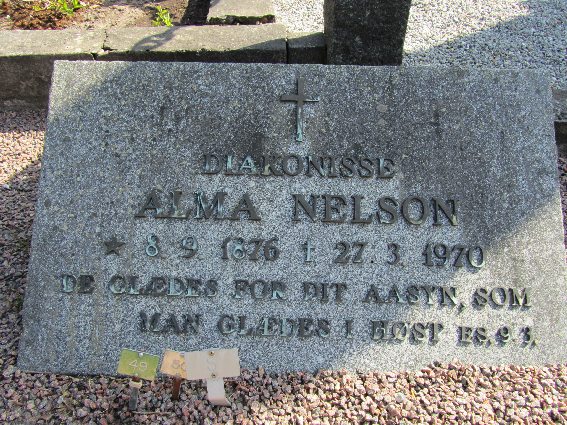 DIAKONISSE
ALMA NELSON
★ 8.9 1876 † 27.3.1970
DE GLÆDES FOR DIT AASYN, SOM
MAN GLÆDES I HØST ES.9.3.
49